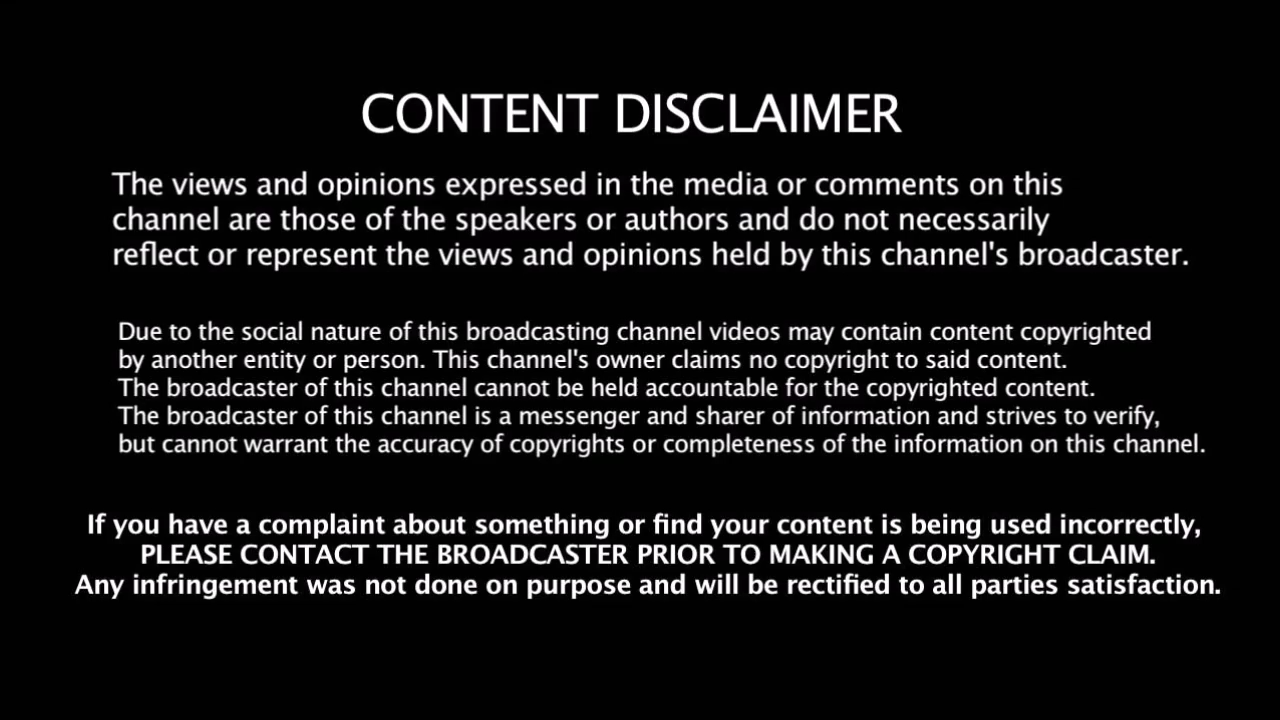 CONTENT DISCLAIMER
The views and opinions expressed in the media or comments on this
channel are those of the speakers or authors and do not necessarily
reflect or represent the views and opinions held by this channel's broadcaster.
Due to the social nature of this broadcasting channel videos may contain content copyrighted
by another entity or person. This channel's owner claims no copyright to said content.
The broadcaster of this channel cannot be held accountable for the copyrighted content.
The broadcaster of this channel is a messenger and sharer of information and strives to verify,
but cannot warrant the accuracy of copyrights or completeness of the information on this channel.
If you have a complaint about something or find your content is being used incorrectly,
PLEASE CONTACT THE BROADCASTER PRIOR TO MAKING A COPYRIGHT CLAIM.
Any infringement was not done on purpose and will be rectified to all parties satisfaction.